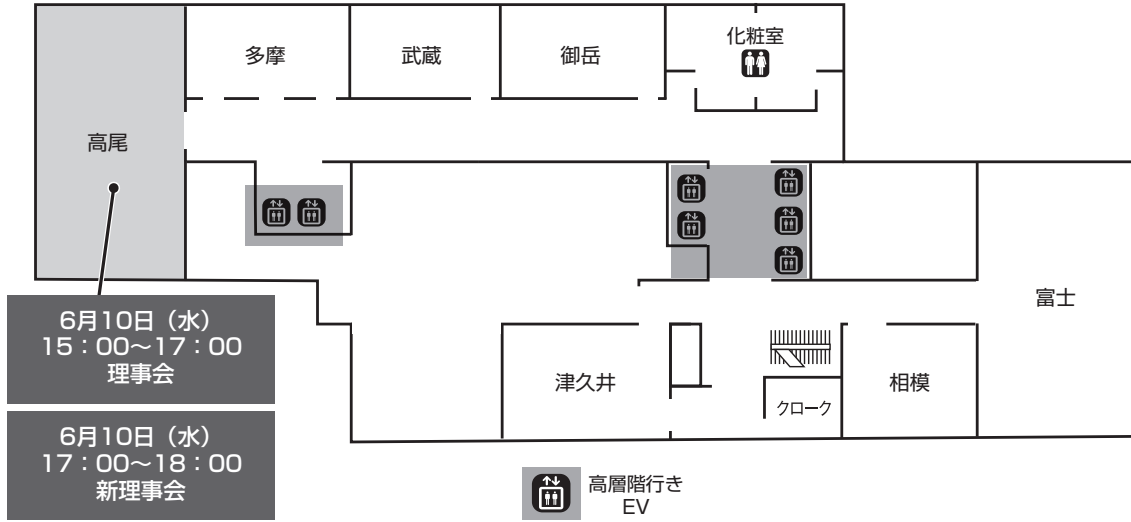 多摩
武蔵
御岳
化粧室
高尾
富士
6月10日（水）
15：00～17：00
理事会
津久井
相模
クローク
6月10日（水）
17：00～18：00
新理事会
高層階行き
EV